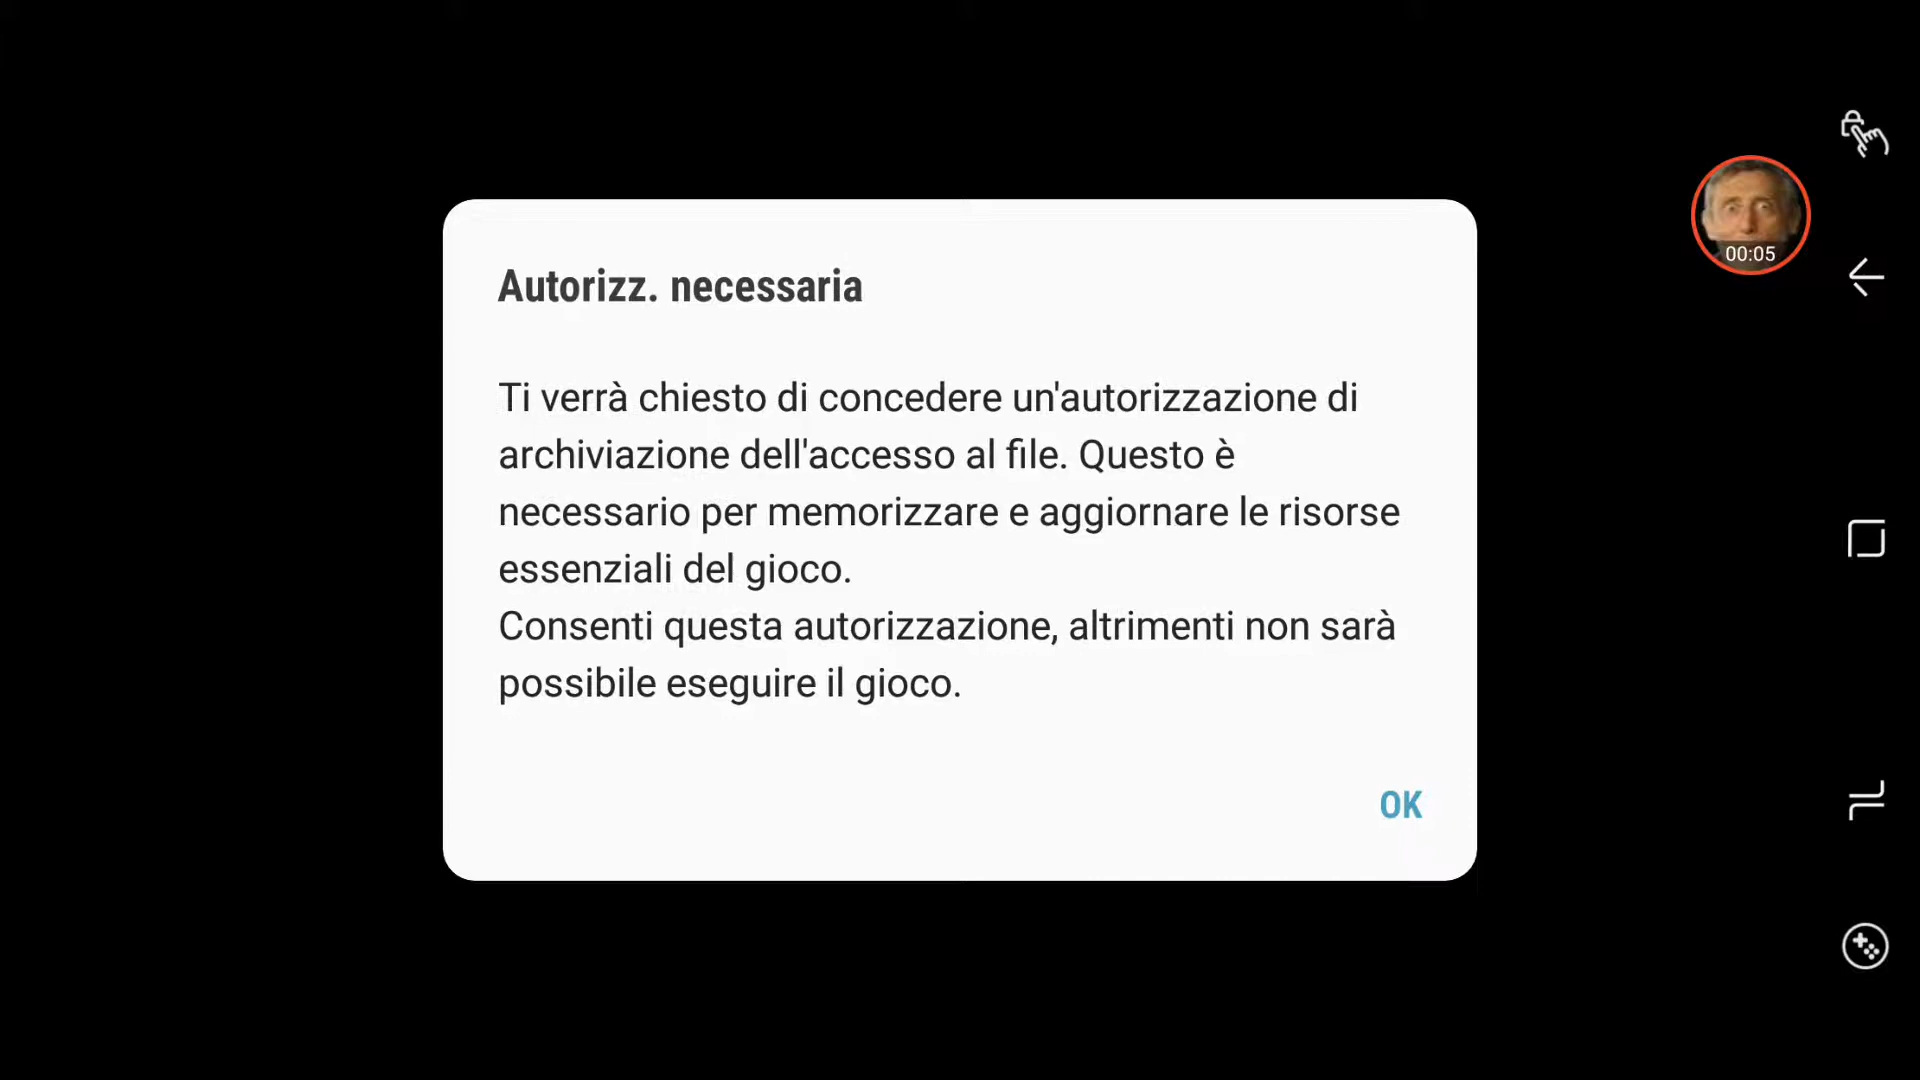 Autorizz. necessaria
Ti verrà chiesto di concedere un'autorizzazione di
archiviazione dell'accesso al file. Questo è
necessario per memorizzare e aggiornare le risorse
essenziali del gioco.
Consenti questa autorizzazione, altrimenti non sarà
possibile eseguire il gioco.
OK
00:05